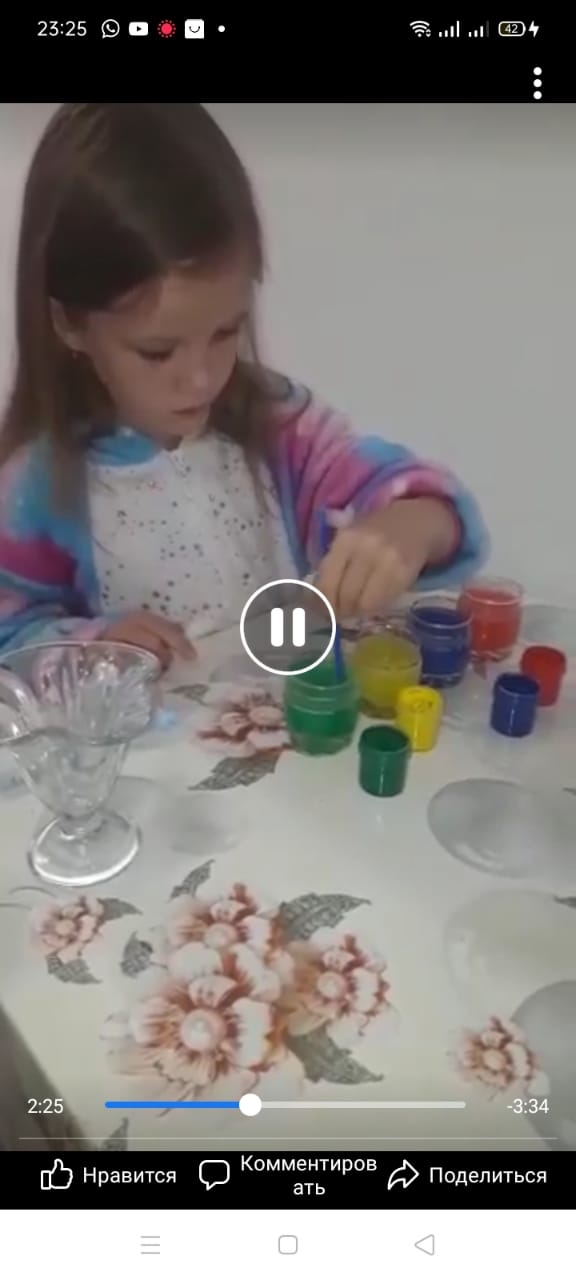 23:25
42
2:25
-3:34
Нравится
Комментиров
ать
Поделиться